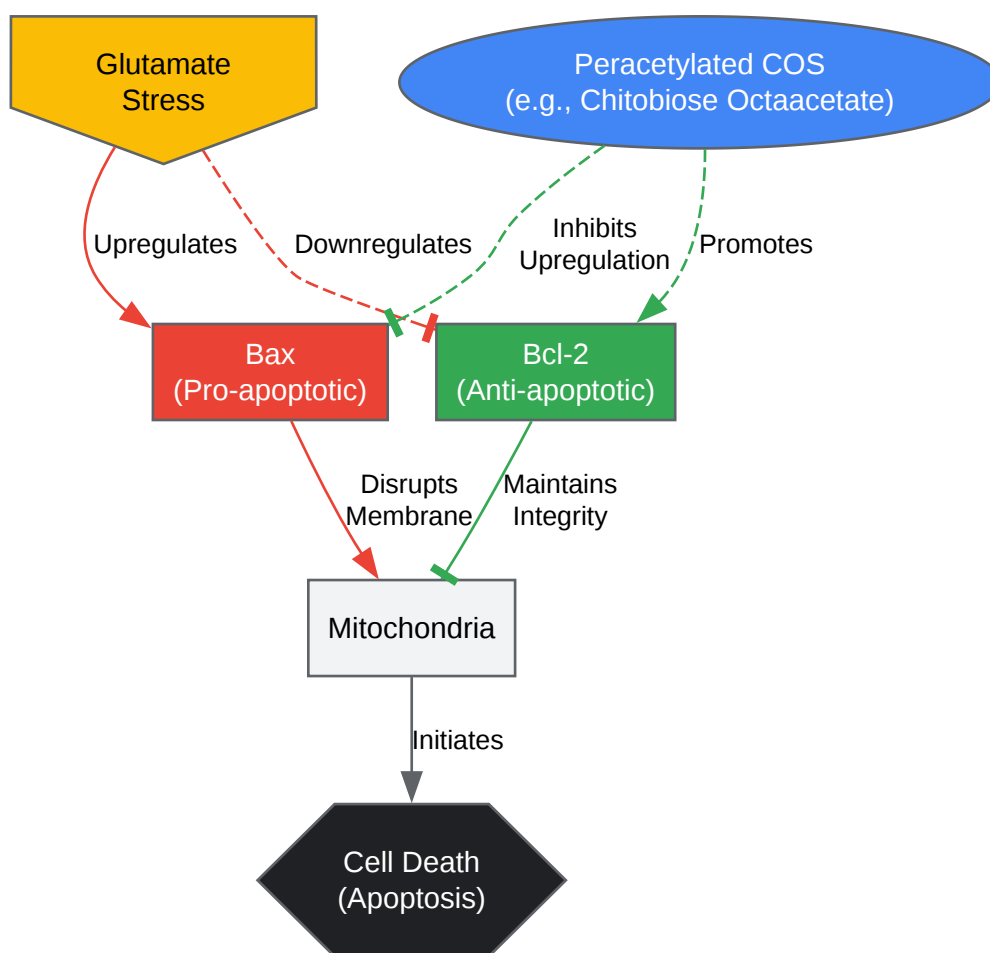 Glutamate
Stress
Peracetylated COS
(e.g., Chitobiose Octaacetate)
Upregulates
Downregulates
Inhibits
Upregulation
Promotes
Bax
(Pro-apoptotic)
Bcl-2
(Anti-apoptotic)
Disrupts
Membrane
Maintains
Integrity
Mitochondria
Initiates
Cell Death
(Apoptosis)